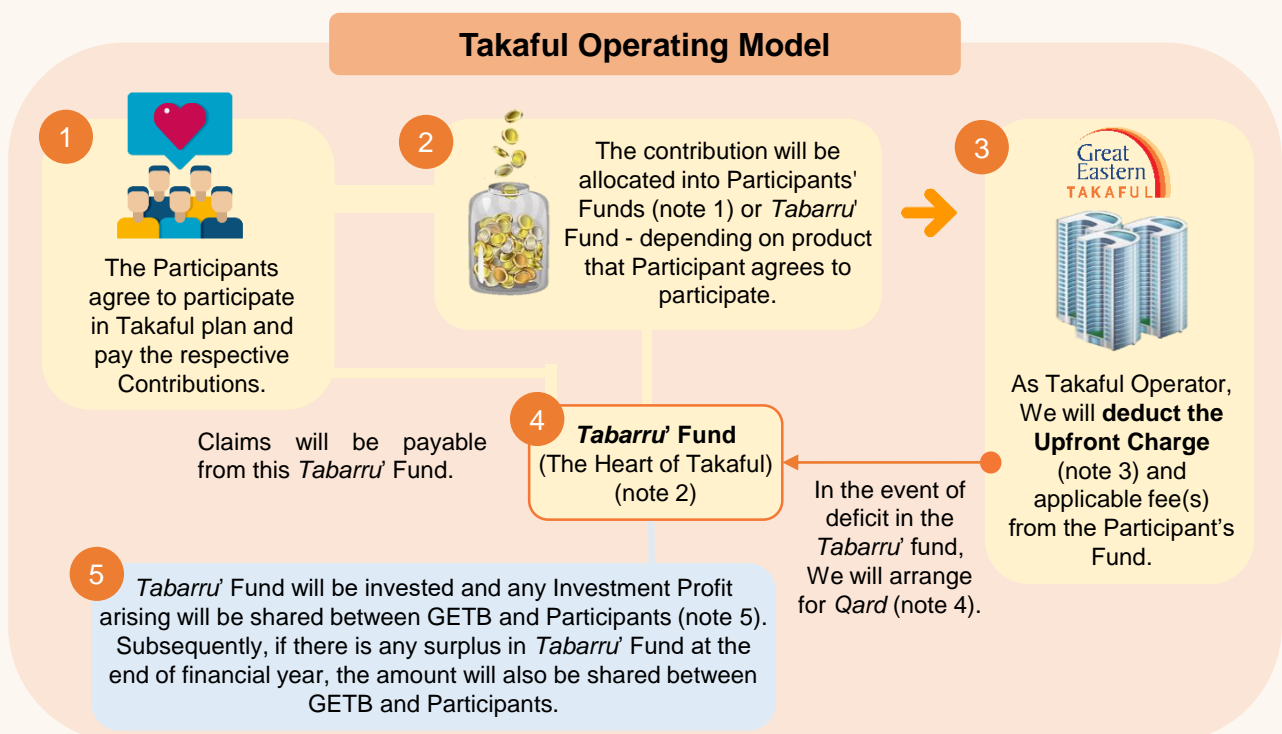 Takaful Operating Model
1
The Participants
agree to participate
in Takaful plan and
pay the respective
Contributions.
2
The contribution will be
allocated into Participants'
Funds (note 1) or Tabarru'
Fund - depending on product
that Participant agrees to
participate.
3
Great
Eastern
TAKAFUL
As Takaful Operator,
We will deduct the
Upfront Charge
(note 3) and
applicable fee(s)
from the Participant’s
Fund.
Claims will be payable
from this Tabarru’ Fund.
4
Tabarru’ Fund
(The Heart of Takaful)
(note 2)
In the event of
deficit in the
Tabarru’ fund,
We will arrange
for Qard (note 4).
5
Tabarru’ Fund will be invested and any Investment Profit
arising will be shared between GETB and Participants (note 5).
Subsequently, if there is any surplus in Tabarru’ Fund at the
end of financial year, the amount will also be shared between
GETB and Participants.